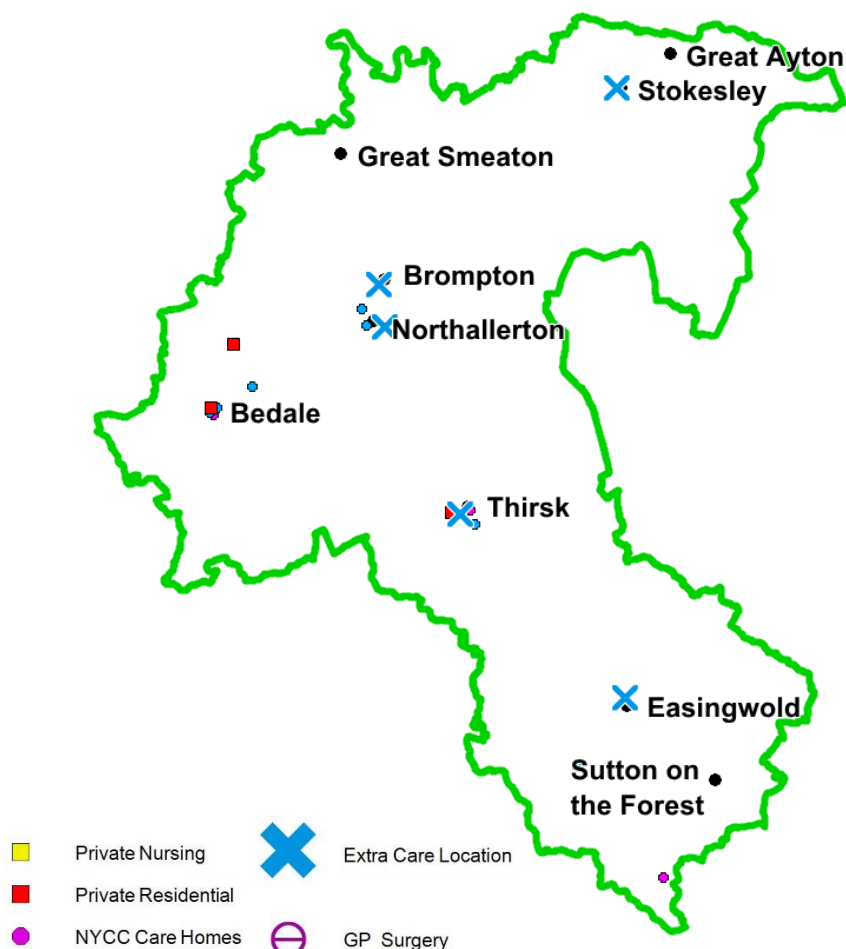 Great Ayton
Stokesley
Great Smeaton
Brompton
Northallerton
Bedale
Thirsk
Easingwold
Sutton on
the Forest
Private Nursing
Extra Care Location
Private Residential
NYCC Care Homes
GP Surgery